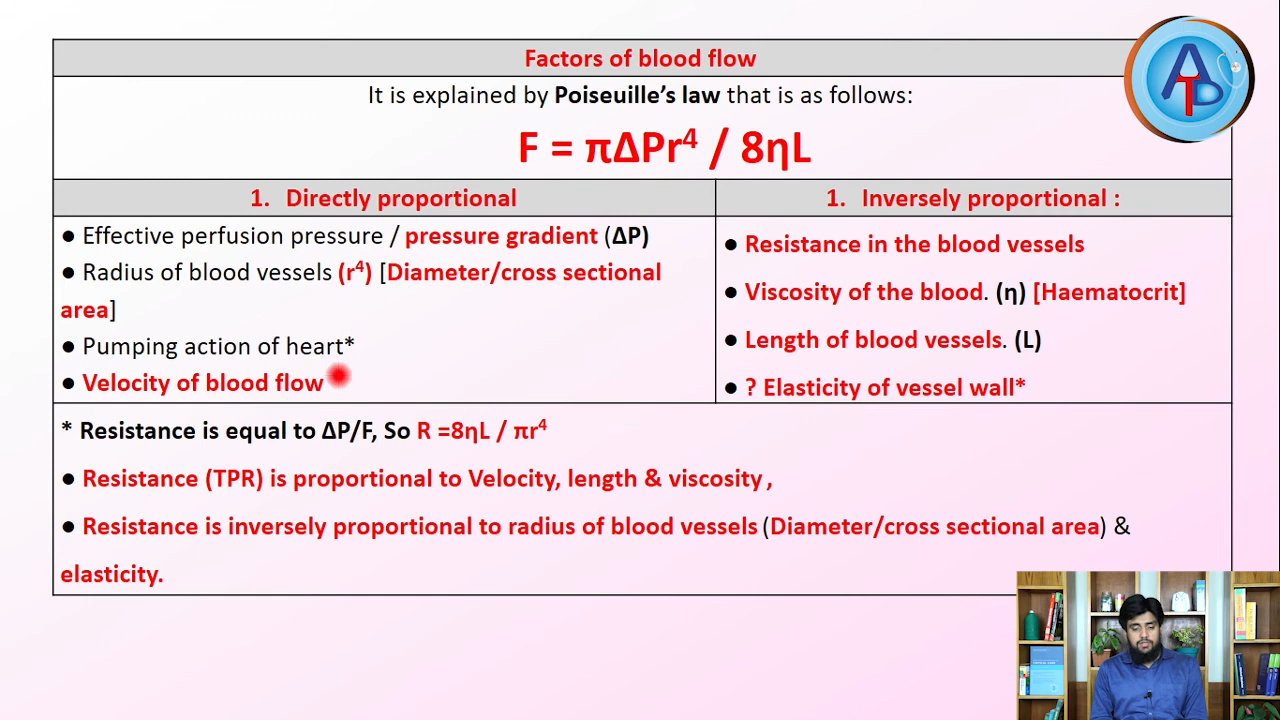 Factors of blood flow
It is explained by Poiseuille’s law that is as follows:
F = πΔPr⁴ / 8ηL
1. Directly proportional
● Effective perfusion pressure / pressure gradient (ΔP)
● Radius of blood vessels (r⁴) [Diameter/cross sectional
area]
● Pumping action of heart*
● Velocity of blood flow
1. Inversely proportional :
● Resistance in the blood vessels
● Viscosity of the blood. (η) [Haematocrit]
● Length of blood vessels. (L)
● ? Elasticity of vessel wall*
* Resistance is equal to ΔP/F, So R =8ηL / πr⁴
● Resistance (TPR) is proportional to Velocity, length & viscosity ,
● Resistance is inversely proportional to radius of blood vessels (Diameter/cross sectional area) &
elasticity.
ATD